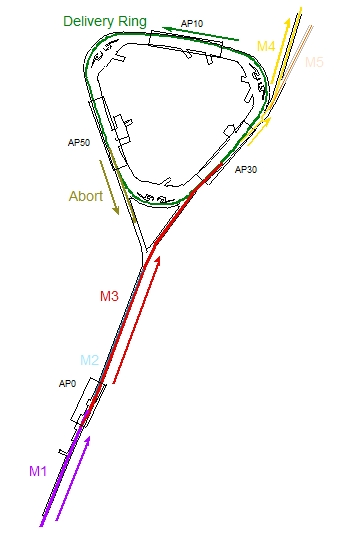 Delivery Ring
AP10
M4
M5
AP50
AP30
Abort
M3
M2
AP0
M1